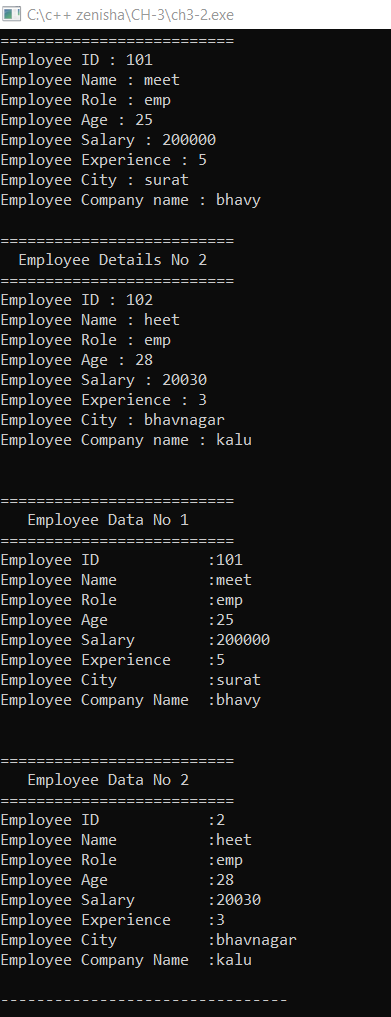 C:\c++ zenisha\CH-3\ch3-2.exe
==========================
Employee ID : 101
Employee Name : meet
Employee Role : emp
Employee Age : 25
Employee Salary : 200000
Employee Experience : 5
Employee City : surat
Employee Company name : bhavy
==========================
  Employee Details No 2
==========================
Employee ID : 102
Employee Name : heet
Employee Role : emp
Employee Age : 28
Employee Salary : 20030
Employee Experience : 3
Employee City : bhavnagar
Employee Company name : kalu
==========================
   Employee Data No 1
==========================
Employee ID            :101
Employee Name          :meet
Employee Role          :emp
Employee Age           :25
Employee Salary        :200000
Employee Experience    :5
Employee City          :surat
Employee Company Name  :bhavy
==========================
   Employee Data No 2
==========================
Employee ID            :2
Employee Name          :heet
Employee Role          :emp
Employee Age           :28
Employee Salary        :20030
Employee Experience    :3
Employee City          :bhavnagar
Employee Company Name  :kalu
--------------------------------